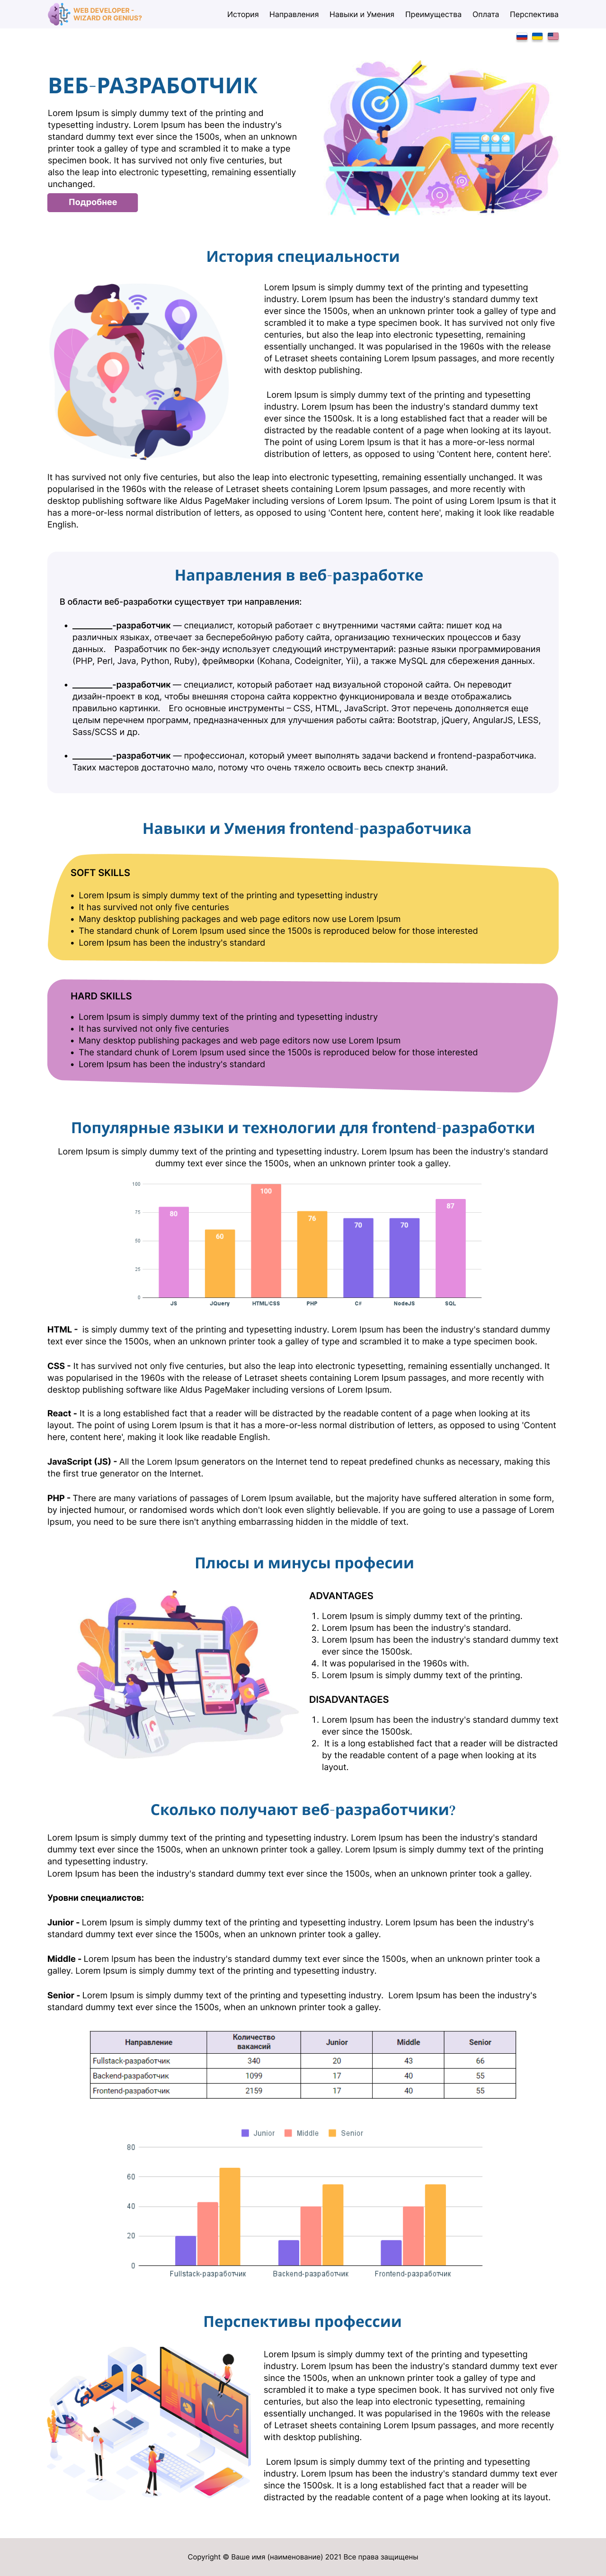 WEB DEVELOPER -
WIZARD OR GENIUS?
История Направления Навыки и Умения Преимущества Оплата Перспектива
ВЕБ-РАЗРАБОТЧИК
Lorem Ipsum is simply dummy text of the printing and
typesetting industry. Lorem Ipsum has been the industry's
standard dummy text ever since the 1500s, when an unknown
printer took a galley of type and scrambled it to make a type
specimen book. It has survived not only five centuries, but
also the leap into electronic typesetting, remaining essentially
unchanged.
Подробнее
История специальности
Lorem Ipsum is simply dummy text of the printing and typesetting
industry. Lorem Ipsum has been the industry's standard dummy text
ever since the 1500s, when an unknown printer took a galley of type and
scrambled it to make a type specimen book. It has survived not only five
centuries, but also the leap into electronic typesetting, remaining
essentially unchanged. It was popularised in the 1960s with the release
of Letraset sheets containing Lorem Ipsum passages, and more recently
with desktop publishing.
Lorem Ipsum is simply dummy text of the printing and typesetting
industry. Lorem Ipsum has been the industry's standard dummy text
ever since the 1500sk. It is a long established fact that a reader will be
distracted by the readable content of a page when looking at its layout.
The point of using Lorem Ipsum is that it has a more-or-less normal
distribution of letters, as opposed to using 'Content here, content here'.
It has survived not only five centuries, but also the leap into electronic typesetting, remaining essentially unchanged. It was
popularised in the 1960s with the release of Letraset sheets containing Lorem Ipsum passages, and more recently with
desktop publishing software like Aldus PageMaker including versions of Lorem Ipsum. The point of using Lorem Ipsum is that it
has a more-or-less normal distribution of letters, as opposed to using 'Content here, content here', making it look like readable
English.
Направления в веб-разработке
В области веб-разработки существует три направления:
• __________-разработчик — специалист, который работает с внутренними частями сайта: пишет код на
различных языках, отвечает за бесперебойную работу сайта, организацию технических процессов и базу
данных. Разработчик по бек-энду использует следующий инструментарий: разные языки программирования
(PHP, Perl, Java, Python, Ruby), фреймворки (Kohana, Codeigniter, Yii), а также MySQL для сбережения данных.
• __________-разработчик — специалист, который работает над визуальной стороной сайта. Он переводит
дизайн-проект в код, чтобы внешняя сторона сайта корректно функционировала и везде отображались
правильно картинки. Его основные инструменты – CSS, HTML, JavaScript. Этот перечень дополняется еще
целым перечнем программ, предназначенных для улучшения работы сайта: Bootstrap, jQuery, AngularJS, LESS,
Sass/SCSS и др.
• __________-разработчик — профессионал, который умеет выполнять задачи backend и frontend-разработчика.
Таких мастеров достаточно мало, потому что очень тяжело освоить весь спектр знаний.
Навыки и Умения frontend-разработчика
SOFT SKILLS
• Lorem Ipsum is simply dummy text of the printing and typesetting industry
• It has survived not only five centuries
• Many desktop publishing packages and web page editors now use Lorem Ipsum
• The standard chunk of Lorem Ipsum used since the 1500s is reproduced below for those interested
• Lorem Ipsum has been the industry's standard
HARD SKILLS
• Lorem Ipsum is simply dummy text of the printing and typesetting industry
• It has survived not only five centuries
• Many desktop publishing packages and web page editors now use Lorem Ipsum
• The standard chunk of Lorem Ipsum used since the 1500s is reproduced below for those interested
• Lorem Ipsum has been the industry's standard
Популярные языки и технологии для frontend-разработки
Lorem Ipsum is simply dummy text of the printing and typesetting industry. Lorem Ipsum has been the industry's standard
dummy text ever since the 1500s, when an unknown printer took a galley.
100
75
50
25
0
80 60 100 76 70 70 87
JS JQuery HTML/CSS PHP C# NodeJS SQL
HTML - is simply dummy text of the printing and typesetting industry. Lorem Ipsum has been the industry's standard dummy
text ever since the 1500s, when an unknown printer took a galley of type and scrambled it to make a type specimen book.
CSS - It has survived not only five centuries, but also the leap into electronic typesetting, remaining essentially unchanged. It
was popularised in the 1960s with the release of Letraset sheets containing Lorem Ipsum passages, and more recently with
desktop publishing software like Aldus PageMaker including versions of Lorem Ipsum.
React - It is a long established fact that a reader will be distracted by the readable content of a page when looking at its
layout. The point of using Lorem Ipsum is that it has a more-or-less normal distribution of letters, as opposed to using 'Content
here, content here', making it look like readable English.
JavaScript (JS) - All the Lorem Ipsum generators on the Internet tend to repeat predefined chunks as necessary, making this
the first true generator on the Internet.
PHP - There are many variations of passages of Lorem Ipsum available, but the majority have suffered alteration in some form,
by injected humour, or randomised words which don't look even slightly believable. If you are going to use a passage of Lorem
Ipsum, you need to be sure there isn't anything embarrassing hidden in the middle of text.
Плюсы и минусы професии
ADVANTAGES
1. Lorem Ipsum is simply dummy text of the printing.
2. Lorem Ipsum has been the industry's standard.
3. Lorem Ipsum has been the industry's standard dummy text
ever since the 1500sk.
4. It was popularised in the 1960s with.
5. Lorem Ipsum is simply dummy text of the printing.
DISADVANTAGES
1. Lorem Ipsum has been the industry's standard dummy text
ever since the 1500sk.
2. It is a long established fact that a reader will be distracted
by the readable content of a page when looking at its
layout.
Сколько получают веб-разработчики?
Lorem Ipsum is simply dummy text of the printing and typesetting industry. Lorem Ipsum has been the industry's standard
dummy text ever since the 1500s, when an unknown printer took a galley. Lorem Ipsum is simply dummy text of the printing
and typesetting industry.
Lorem Ipsum has been the industry's standard dummy text ever since the 1500s, when an unknown printer took a galley.
Уровни специалистов:
Junior - Lorem Ipsum is simply dummy text of the printing and typesetting industry. Lorem Ipsum has been the industry's
standard dummy text ever since the 1500s, when an unknown printer took a galley.
Middle - Lorem Ipsum has been the industry's standard dummy text ever since the 1500s, when an unknown printer took a
galley. Lorem Ipsum is simply dummy text of the printing and typesetting industry.
Senior - Lorem Ipsum is simply dummy text of the printing and typesetting industry. Lorem Ipsum has been the industry's
standard dummy text ever since the 1500s, when an unknown printer took a galley.
Направление Количество вакансий Junior Middle Senior
Fullstack-разработчик 340 20 43 66
Backend-разработчик 1099 17 40 55
Frontend-разработчик 2159 17 40 55
Junior Middle Senior
80
60
40
20
0
Fullstack-разработчик Backend-разработчик Frontend-разработчик
Перспективы профессии
Lorem Ipsum is simply dummy text of the printing and typesetting
industry. Lorem Ipsum has been the industry's standard dummy text ever
since the 1500s, when an unknown printer took a galley of type and
scrambled it to make a type specimen book. It has survived not only five
centuries, but also the leap into electronic typesetting, remaining
essentially unchanged. It was popularised in the 1960s with the release
of Letraset sheets containing Lorem Ipsum passages, and more recently
with desktop publishing.
Lorem Ipsum is simply dummy text of the printing and typesetting
industry. Lorem Ipsum has been the industry's standard dummy text ever
since the 1500sk. It is a long established fact that a reader will be
distracted by the readable content of a page when looking at its layout.
Copyright © Ваше имя (наименование) 2021 Все права защищены